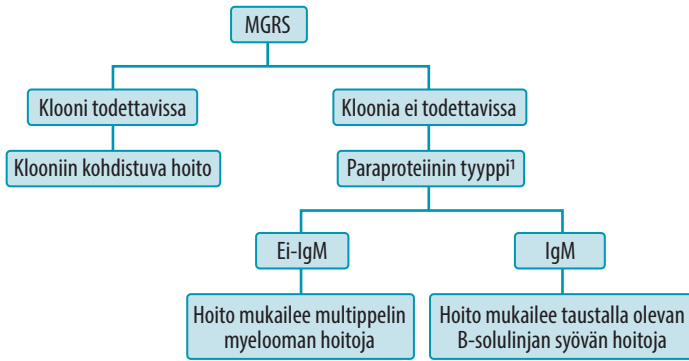 MGRS
Klooni todettavissa
Kloonia ei todettavissa
Klooniin kohdistuva hoito
Paraproteiinin tyyppi¹
Ei-IgM
IgM
Hoito mukailee multippelin
myelooman hoitoja
Hoito mukailee taustalla olevan
B-solulinjan syövän hoitoja